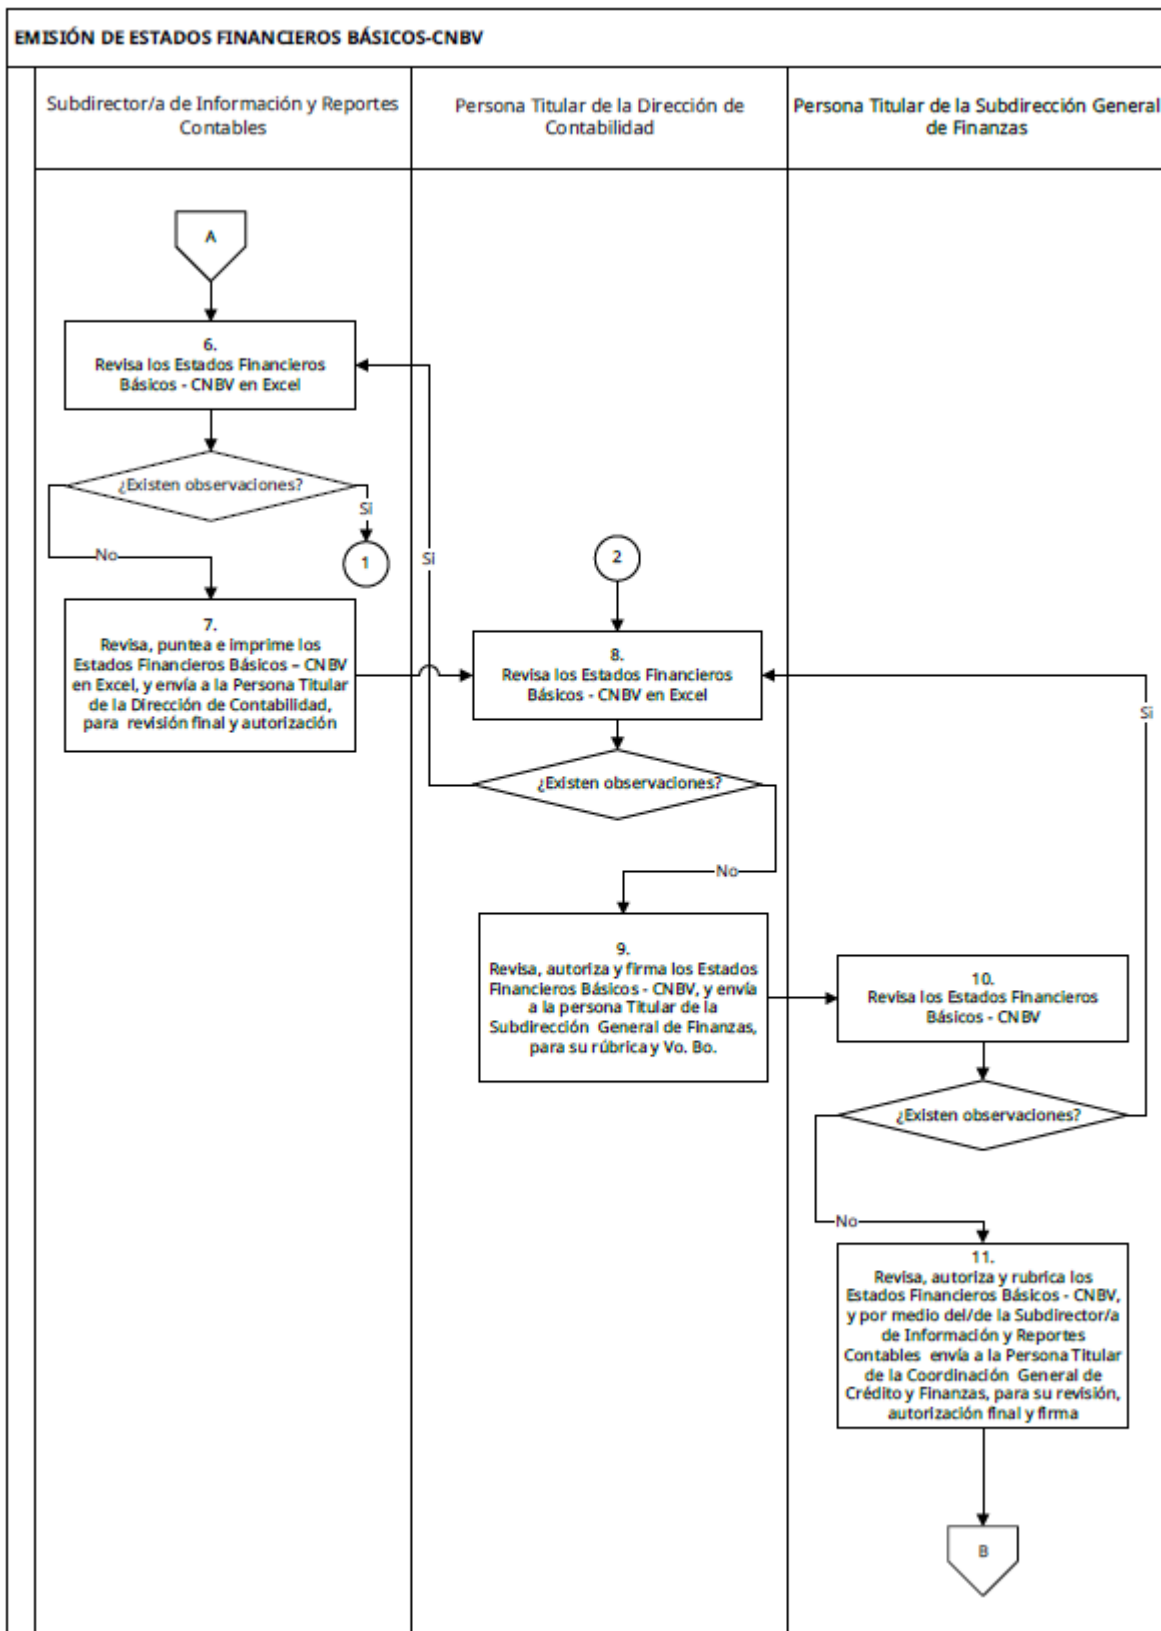 EMISIÓN DE ESTADOS FINANCIEROS BÁSICOS-CNBV
Subdirector/a de Información y Reportes
Contables
Persona Titular de la Dirección de
Contabilidad
Persona Titular de la Subdirección General
de Finanzas
A
6.
Revisa los Estados Financieros
Básicos - CNBV en Excel
¿Existen observaciones?
Si
No
1
7.
Revisa, puntea e imprime los
Estados Financieros Básicos – CNBV
en Excel, y envía a la Persona Titular
de la Dirección de Contabilidad,
para revisión final y autorización
Si
2
8.
Revisa los Estados Financieros
Básicos - CNBV en Excel
¿Existen observaciones?
No
Si
9.
Revisa, autoriza y firma los Estados
Financieros Básicos - CNBV, y envía
a la persona Titular de la
Subdirección General de Finanzas,
para su rúbrica y Vo. Bo.
10.
Revisa los Estados Financieros
Básicos - CNBV
¿Existen observaciones?
No
11.
Revisa, autoriza y rubrica los
Estados Financieros Básicos - CNBV,
y por medio del/de la Subdirector/a
de Información y Reportes
Contables envía a la Persona Titular
de la Coordinación General de
Crédito y Finanzas, para su revisión,
autorización final y firma
B